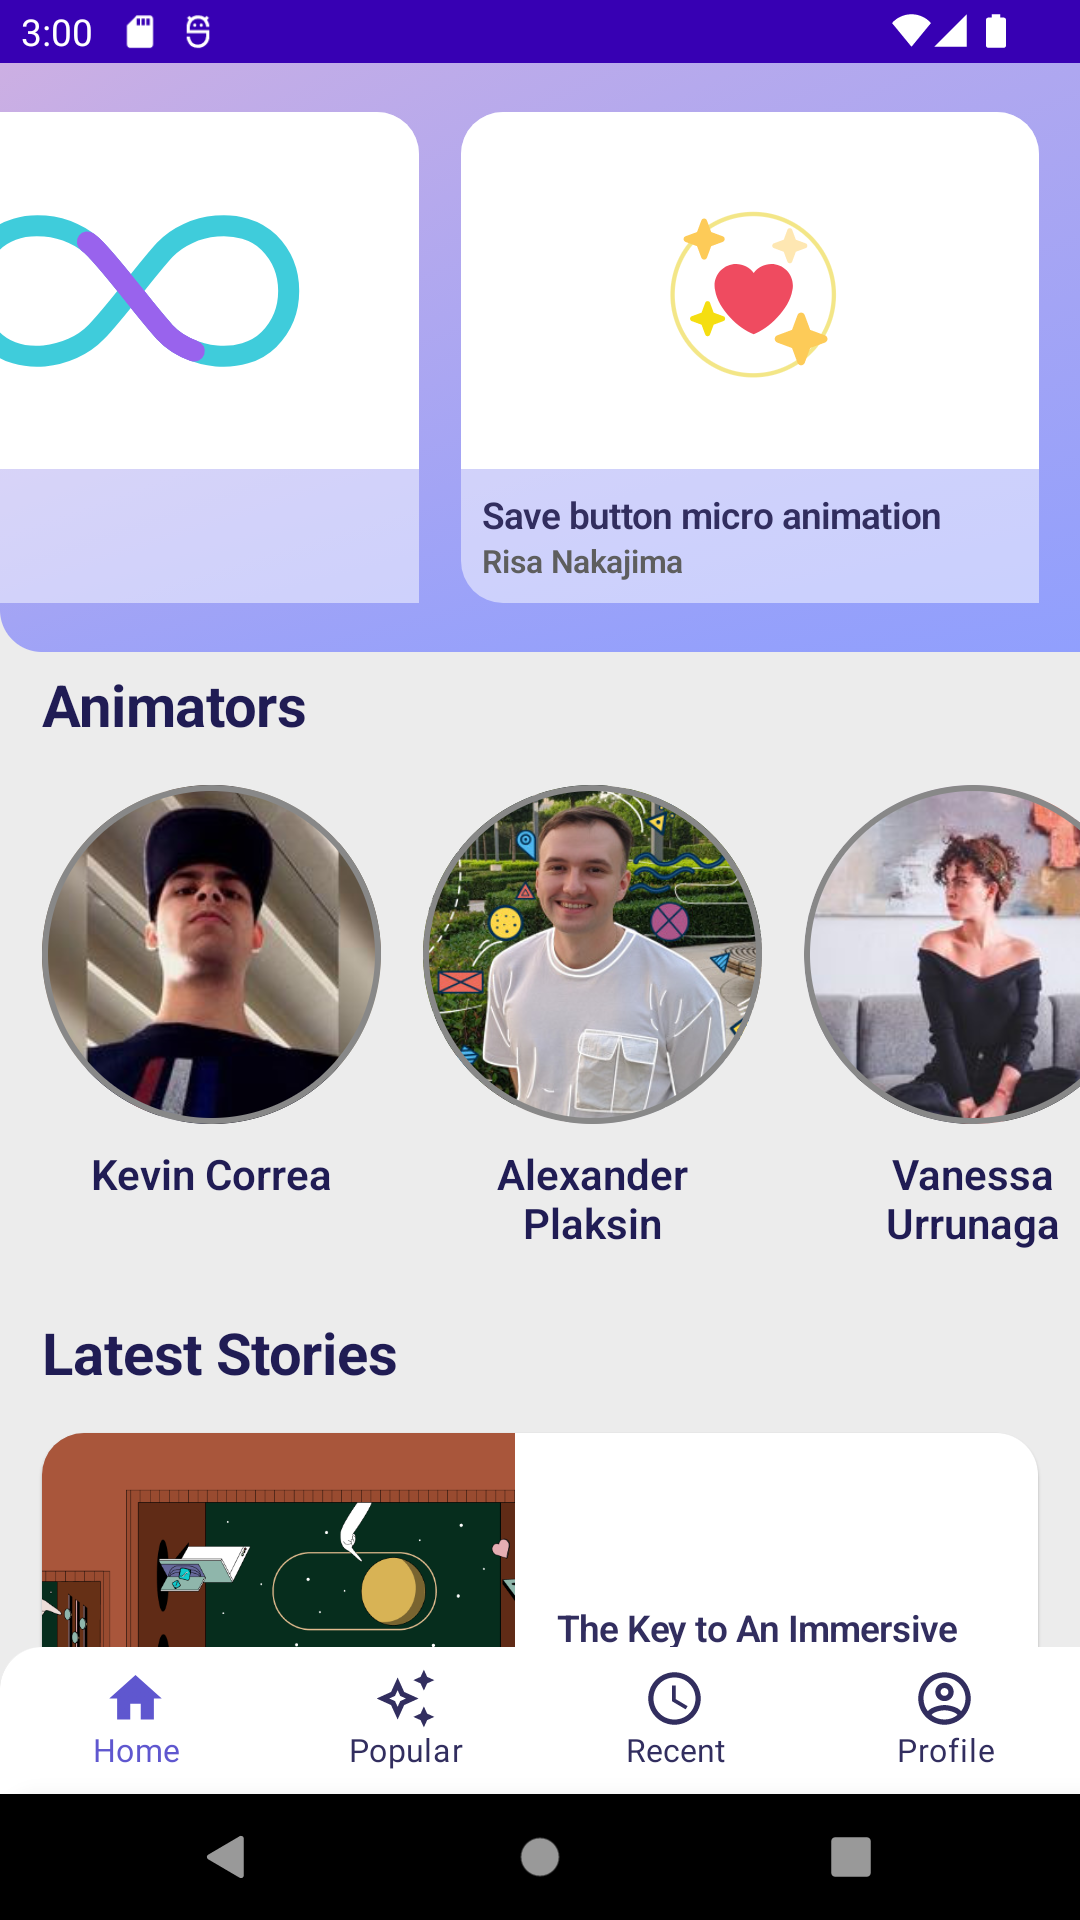 3:00
Save button micro animation
Risa Nakajima
Animators
Kevin Correa
Alexander
Plaksin
Vanessa
Urrunaga
Latest Stories
The Key to An Immersive
Home
Popular
Recent
Profile